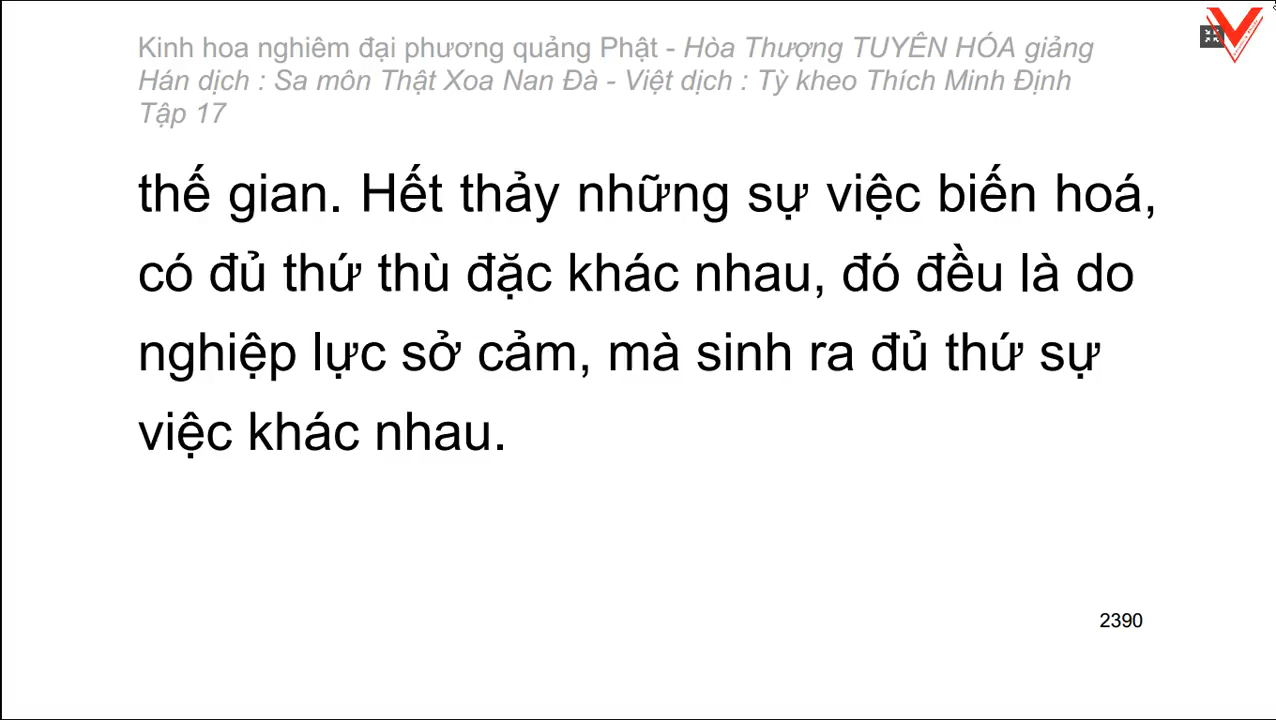 Kinh hoa nghiêm đại phương quảng Phật - Hòa Thượng TUYÊN HÓA giảng
Hán dịch : Sa môn Thật Xoa Nan Đà - Việt dịch : Tỳ kheo Thích Minh Định
Tập 17
thế gian. Hết thảy những sự việc biến hoá,
có đủ thứ thù đặc khác nhau, đó đều là do
nghiệp lực sở cảm, mà sinh ra đủ thứ sự
việc khác nhau.
2390